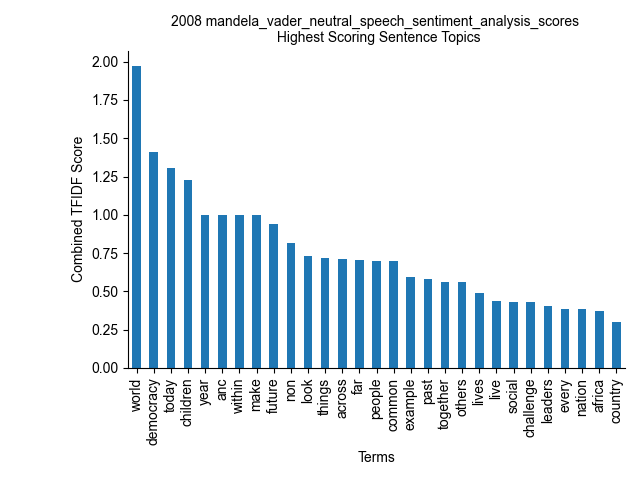 2008 mandela_vader_neutral_speech_sentiment_analysis_scores
Highest Scoring Sentence Topics
Combined TFIDF Score
2.00
1.75
1.50
1.25
1.00
0.75
0.50
0.25
0.00
world
democracy
today
children
year
anc
within
make
future
non
look
things
across
far
people
common
example
past
together
others
lives
live
social
challenge
leaders
every
nation
africa
country
Terms